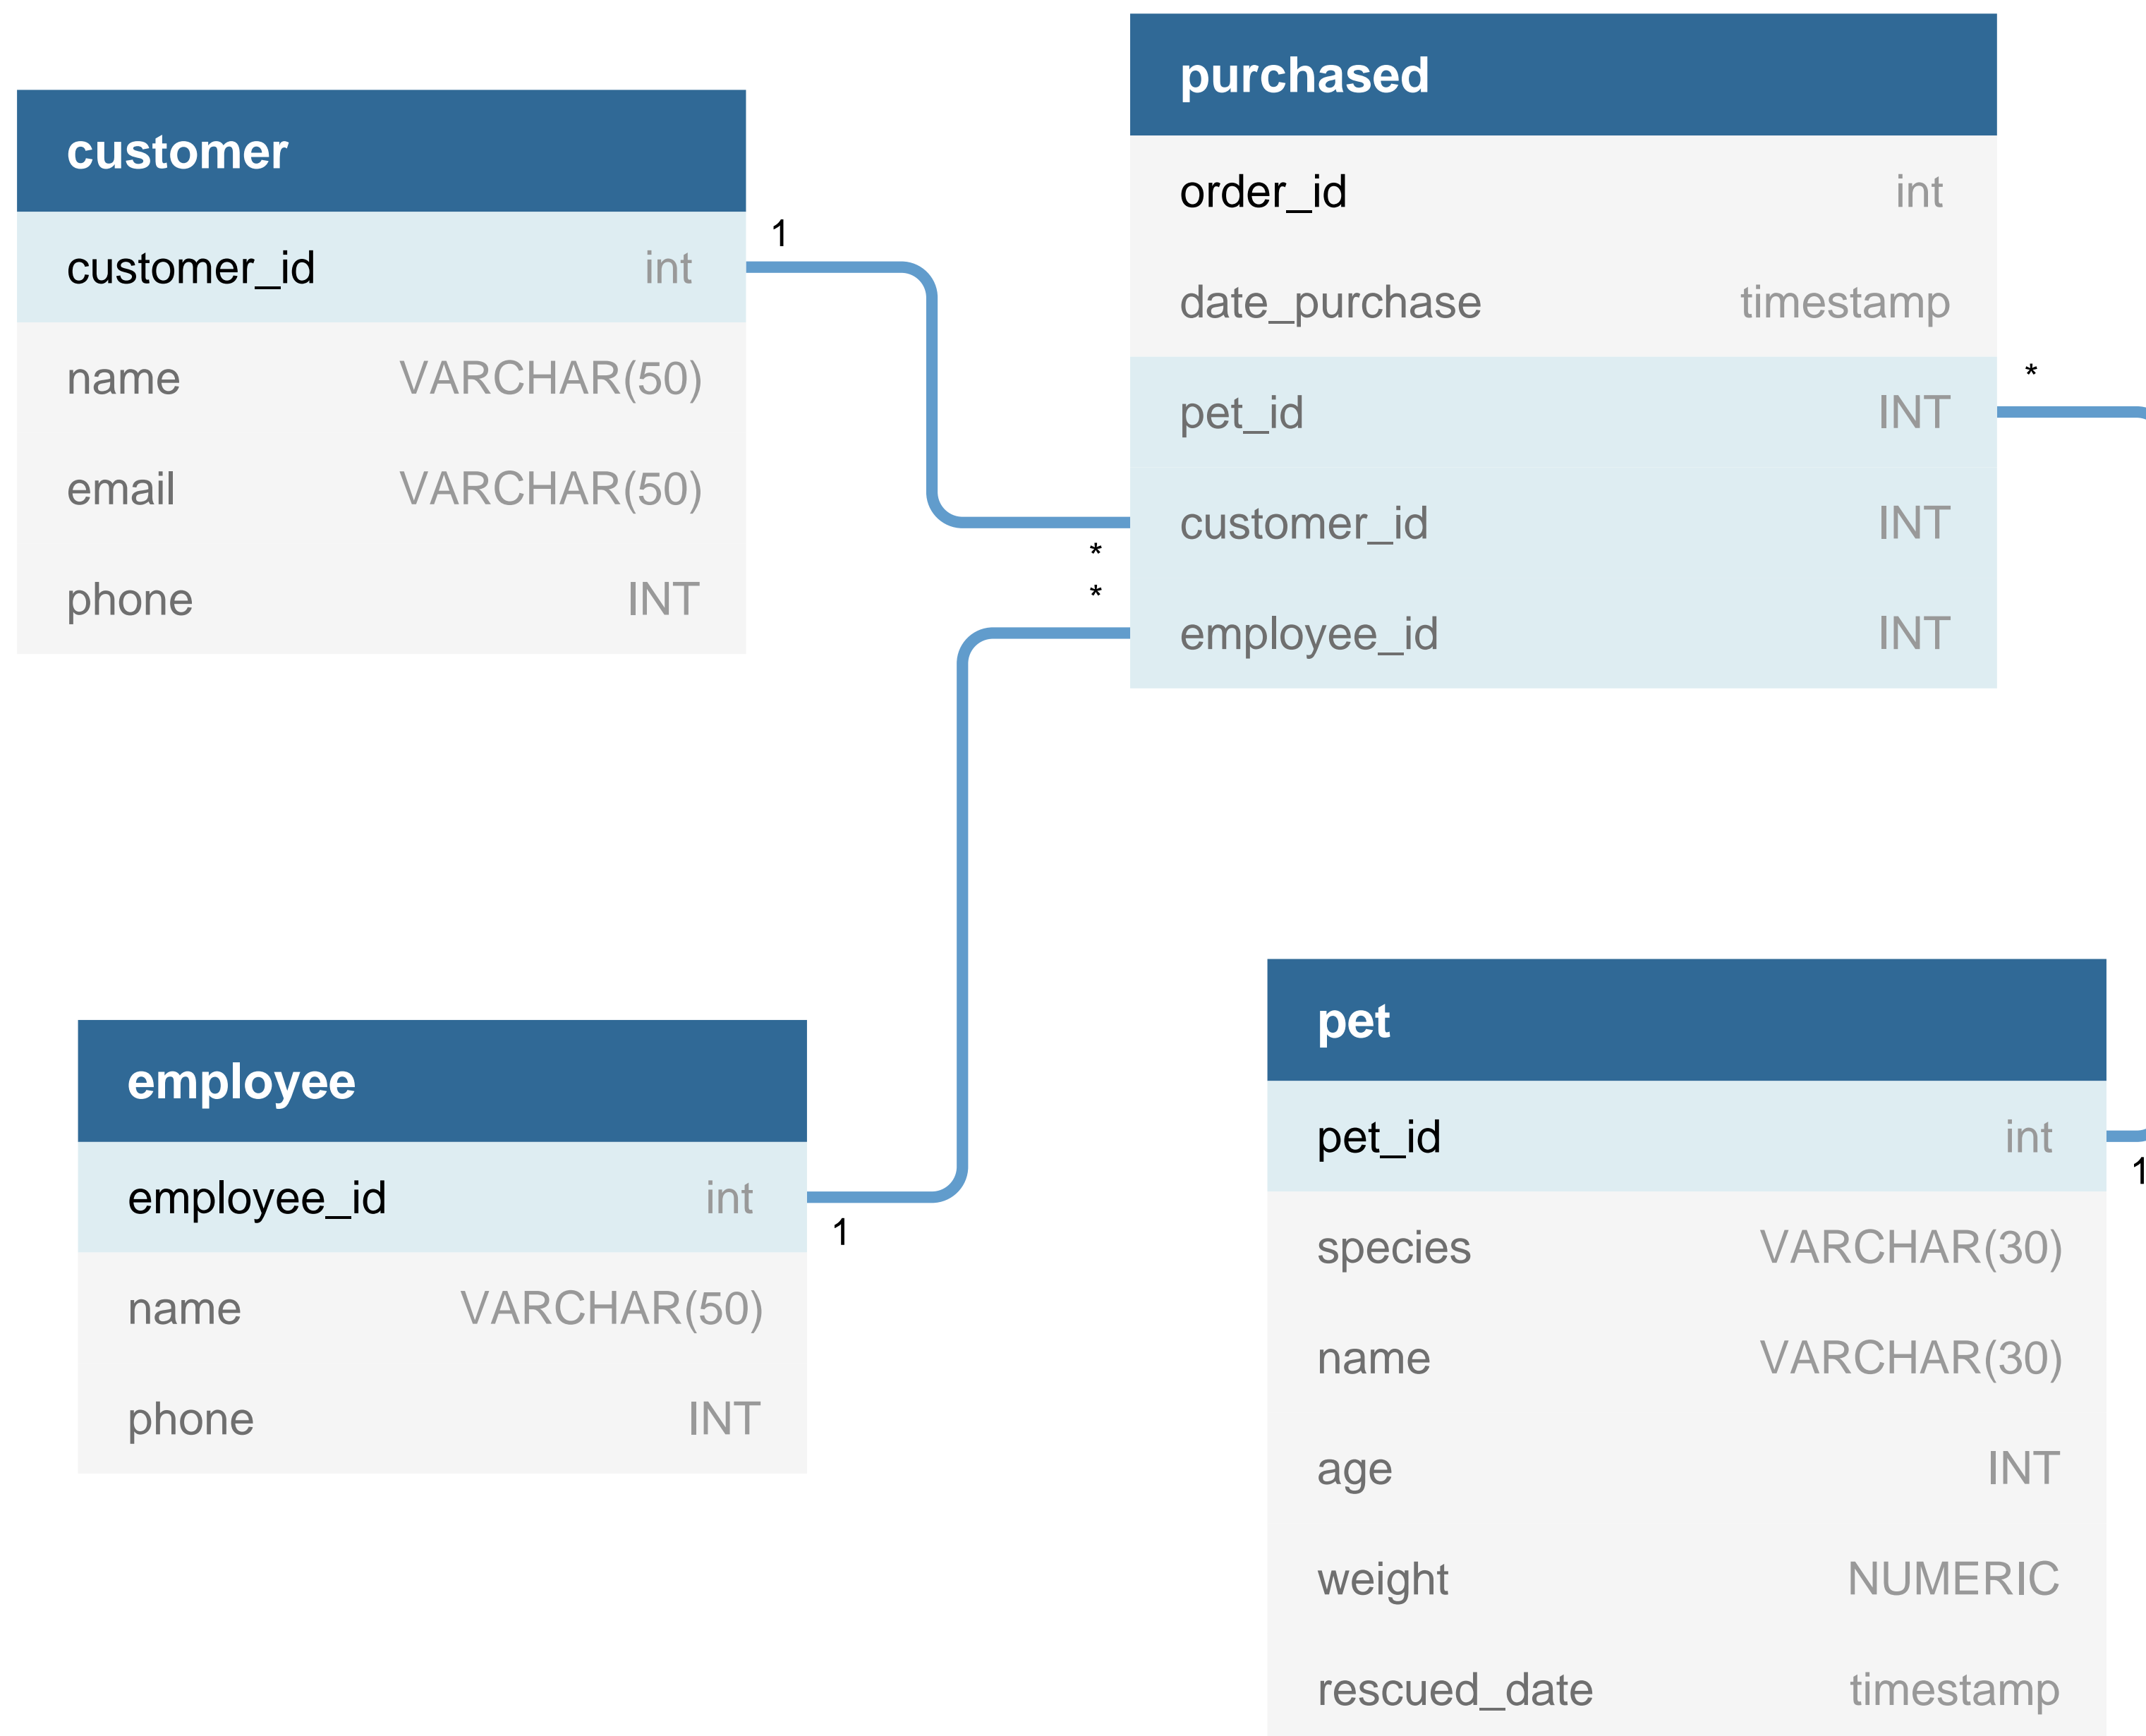 customer
customer_id int
name VARCHAR(50)
email VARCHAR(50)
phone INT
1
*
purchased
order_id int
date_purchase timestamp
pet_id INT
customer_id INT
employee_id INT
*
*
employee
employee_id int
name VARCHAR(50)
phone INT
1
pet
pet_id int
species VARCHAR(30)
name VARCHAR(30)
age INT
weight NUMERIC
rescued_date timestamp
1